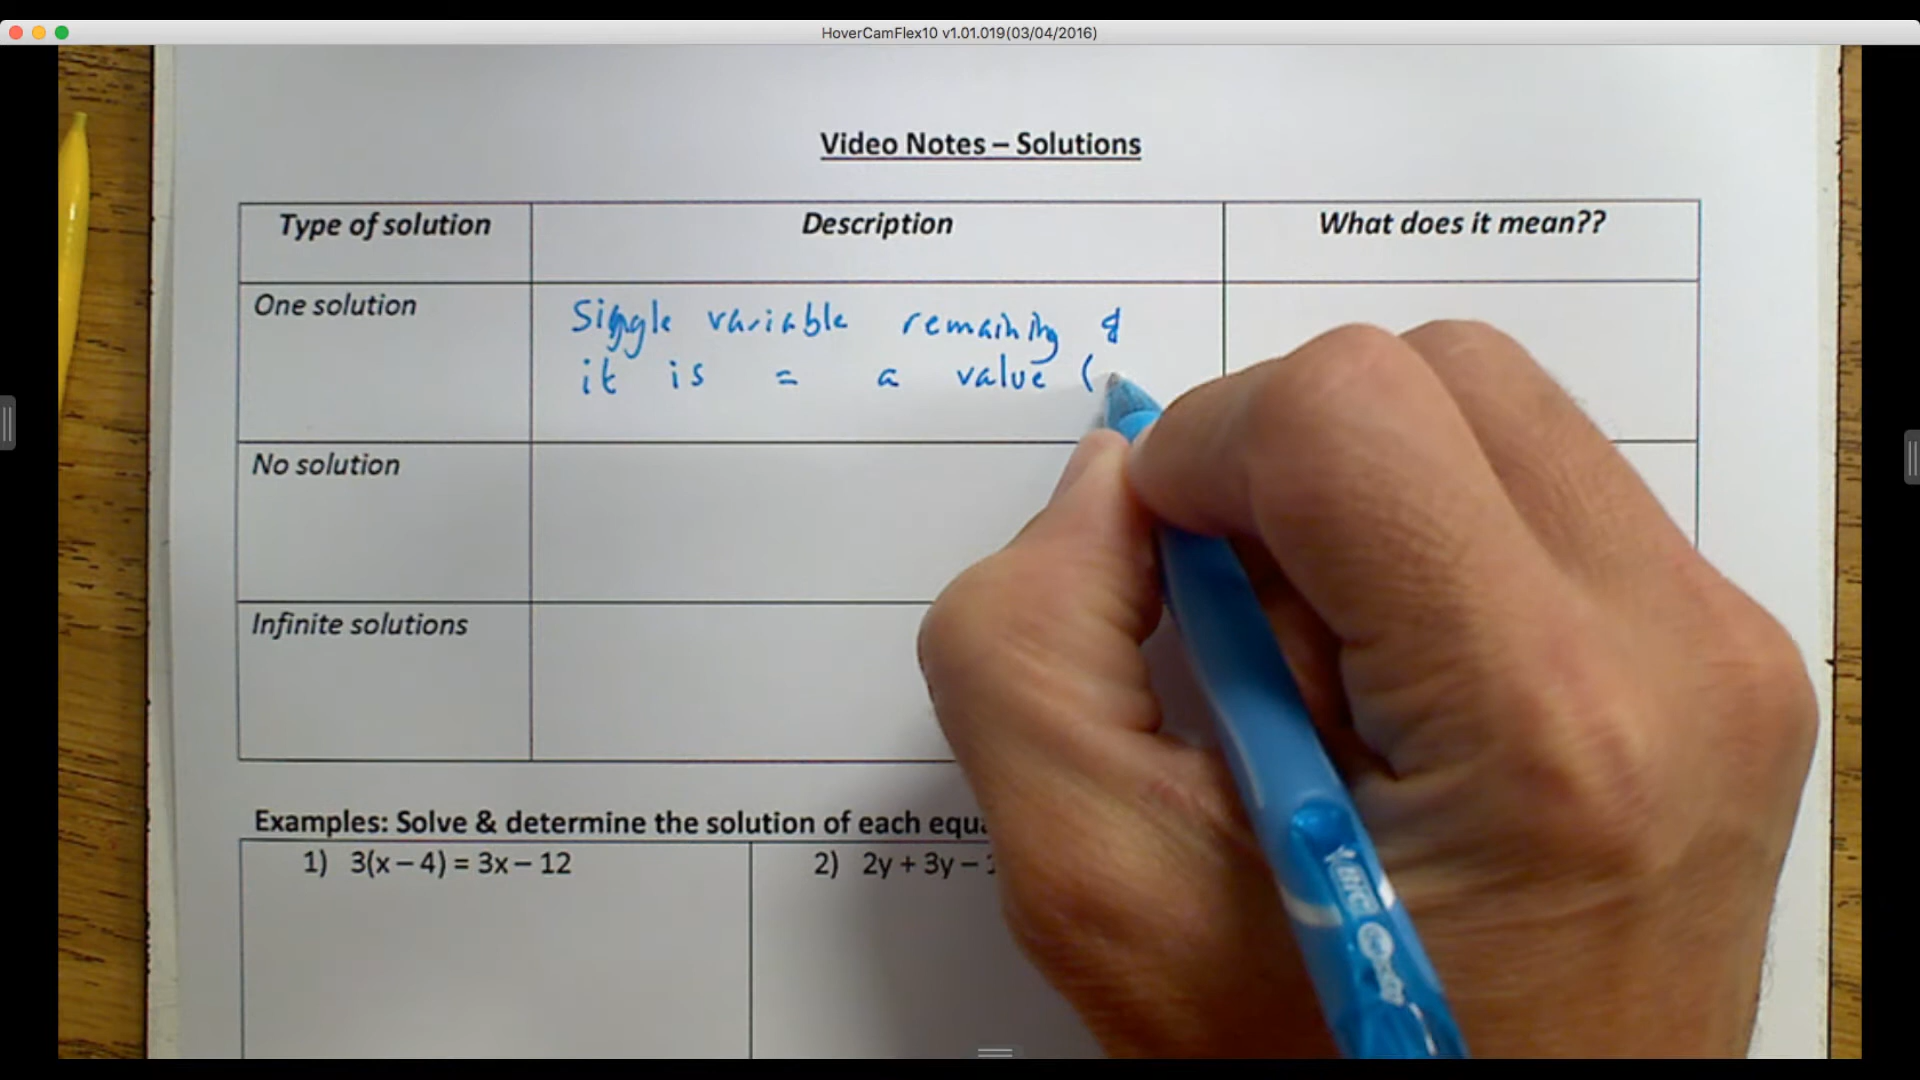 HoverCamFlex10 v1.01.019(03/04/2016)
Video Notes – Solutions
Type of solution Description What does it mean??
One solution Single variable remaining &
it is = a value (
No solution
Infinite solutions
Examples: Solve & determine the solution of each equa
1) 3(x – 4) = 3x – 12 2) 2y + 3y –
BIC